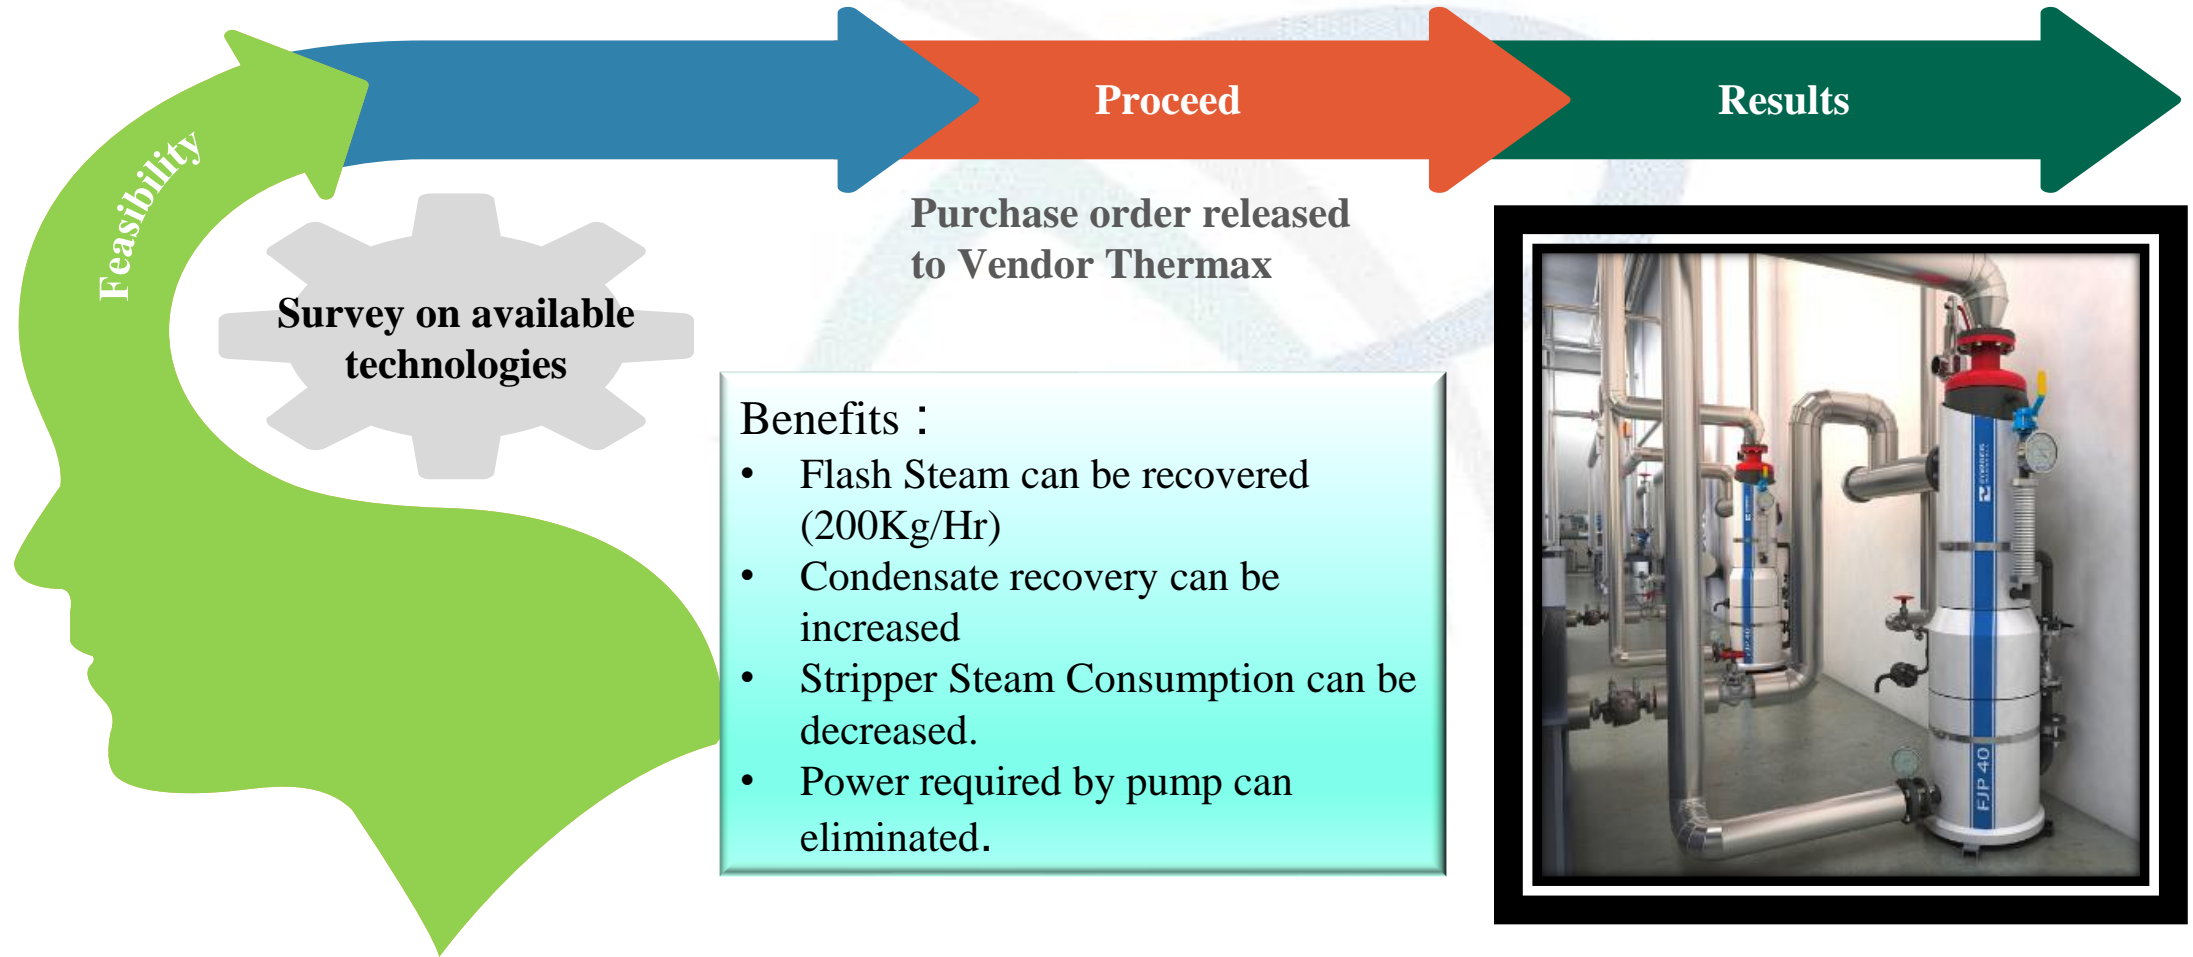 Feasibility
Proceed
Results
Survey on available
technologies
Purchase order released
to Vendor Thermax
Benefits :
• Flash Steam can be recovered
(200Kg/Hr)
• Condensate recovery can be
increased
• Stripper Steam Consumption can be
decreased.
• Power required by pump can
eliminated.
FJP 40
FJP 40